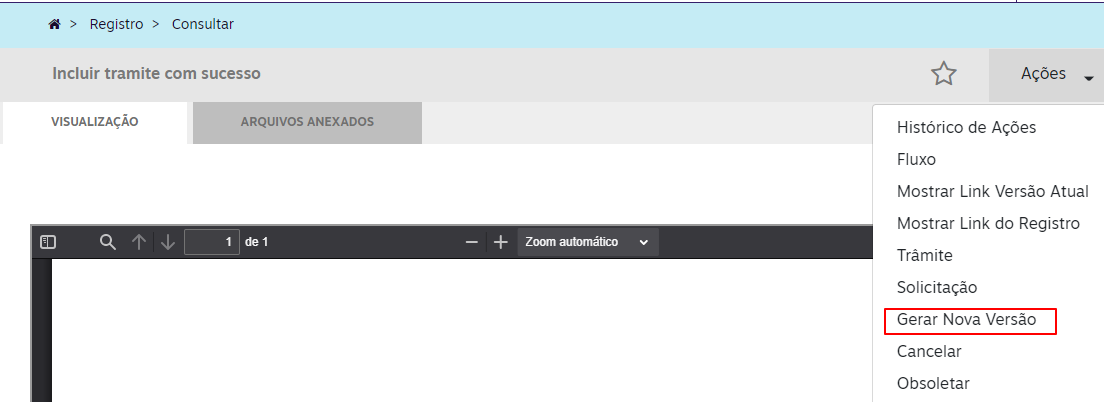 > Registro > Consultar
Incluir tramite com sucesso
Ações
VISUALIZAÇÃO
ARQUIVOS ANEXADOS
Histórico de Ações
Fluxo
Mostrar Link Versão Atual
Mostrar Link do Registro
Trâmite
Solicitação
Gerar Nova Versão
Cancelar
Obsoletar
1 de 1
Zoom automático